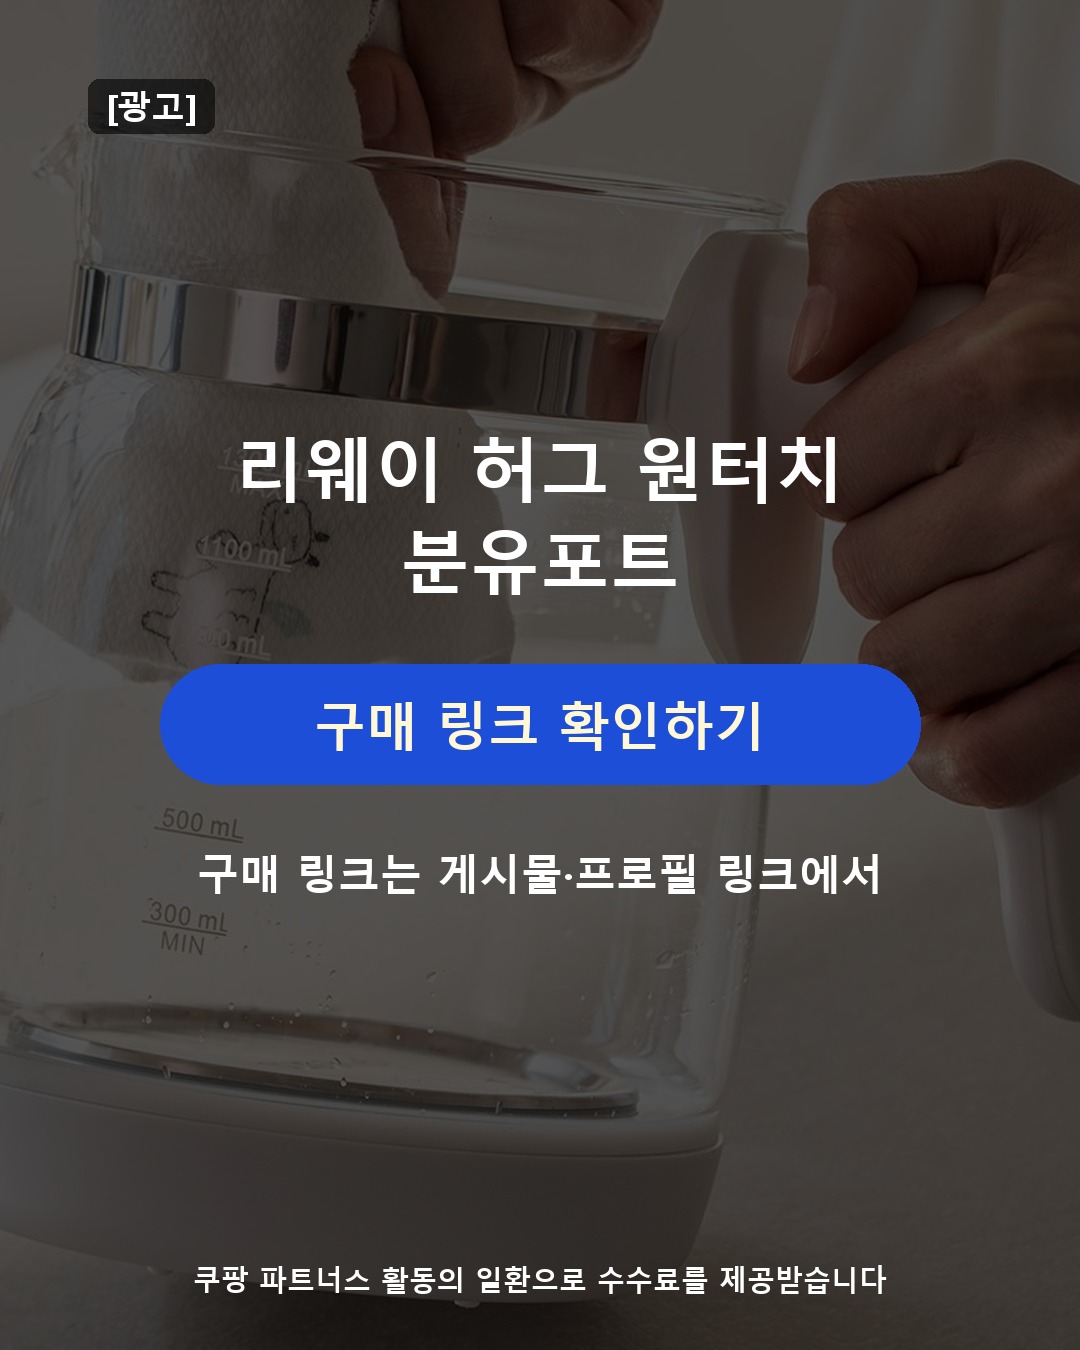 [광고]
리웨이 허그 원터치
1100 mL
분유포트
구매 링크 확인하기
500 mL
구매 링크는 게시물·프로필 링크에서
300 mL
MIN
쿠팡 파트너스 활동의 일환으로 수수료를 제공받습니다